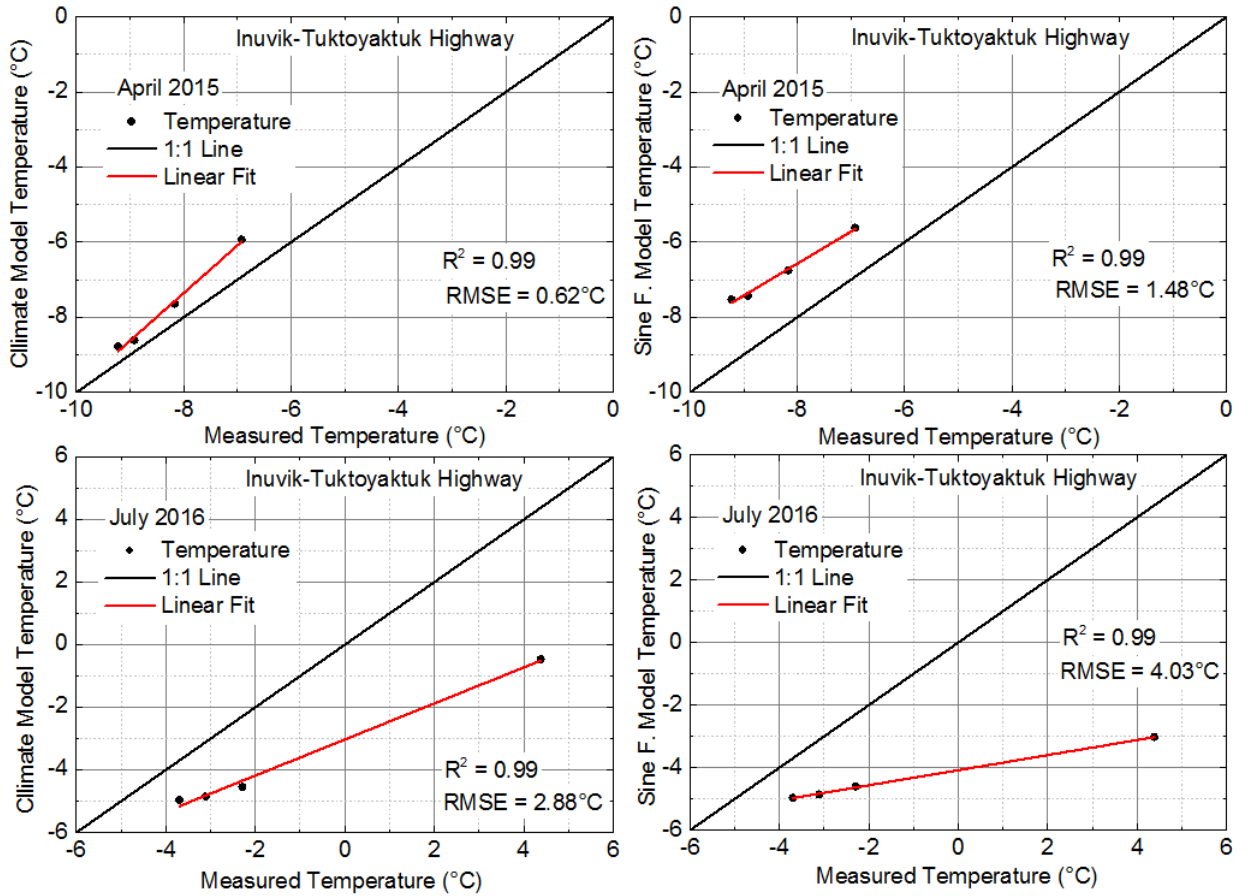 Inuvik-Tuktoyaktuk Highway
April 2015
Temperature
1:1 Line
Linear Fit
R² = 0.99
RMSE = 0.62°C
0
-2
-4
-6
-8
-10
-10 -8 -6 -4 -2 0
Cllimate Model Temperature (°C)
Measured Temperature (°C)
Inuvik-Tuktoyaktuk Highway
April 2015
Temperature
1:1 Line
Linear Fit
R² = 0.99
RMSE = 1.48°C
0
-2
-4
-6
-8
-10
-10 -8 -6 -4 -2 0
Sine F. Model Temperature (°C)
Measured Temperature (°C)
Inuvik-Tuktoyaktuk Highway
July 2016
Temperature
1:1 Line
Linear Fit
R² = 0.99
RMSE = 2.88°C
6
4
2
0
-2
-4
-6
-6 -4 -2 0 2 4 6
Cllimate Model Temperature (°C)
Measured Temperature (°C)
Inuvik-Tuktoyaktuk Highway
July 2016
Temperature
1:1 Line
Linear Fit
R² = 0.99
RMSE = 4.03°C
6
4
2
0
-2
-4
-6
-6 -4 -2 0 2 4 6
Sine F. Model Temperature (°C)
Measured Temperature (°C)